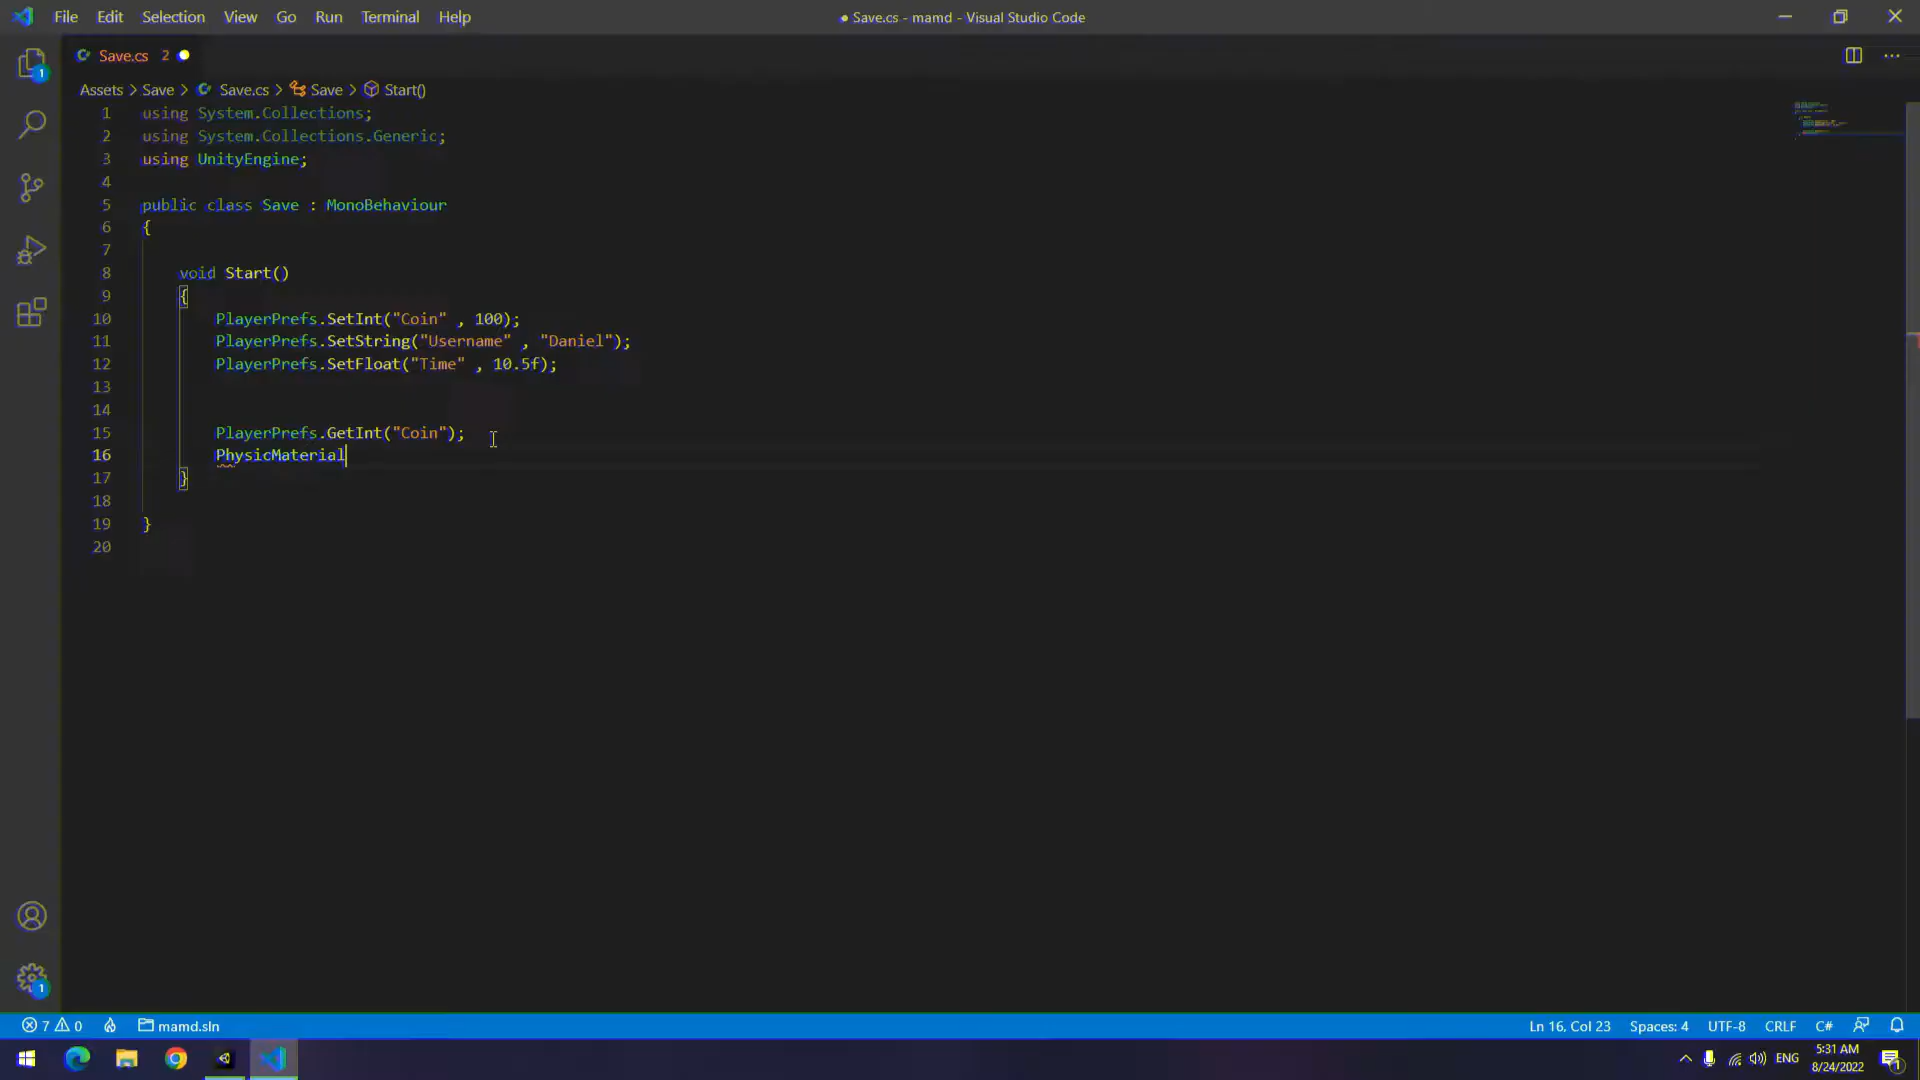 File Edit Selection View Go Run Terminal Help
● Save.cs - mamd - Visual Studio Code
Save.cs 2
Assets > Save > Save.cs > Save > Start()
1 using System.Collections;
2 using System.Collections.Generic;
3 using UnityEngine;
4
5 public class Save : MonoBehaviour
6 {
7
8 void Start()
9 {
10 PlayerPrefs.SetInt("Coin" , 100);
11 PlayerPrefs.SetString("Username" , "Daniel");
12 PlayerPrefs.SetFloat("Time" , 10.5f);
13
14
15 PlayerPrefs.GetInt("Coin");
16 PhysicMaterial
17 }
18
19 }
20
1
1
7 0 mamd.sln
Ln 16, Col 23 Spaces: 4 UTF-8 CRLF C#
ENG
5:31 AM
8/24/2022
1